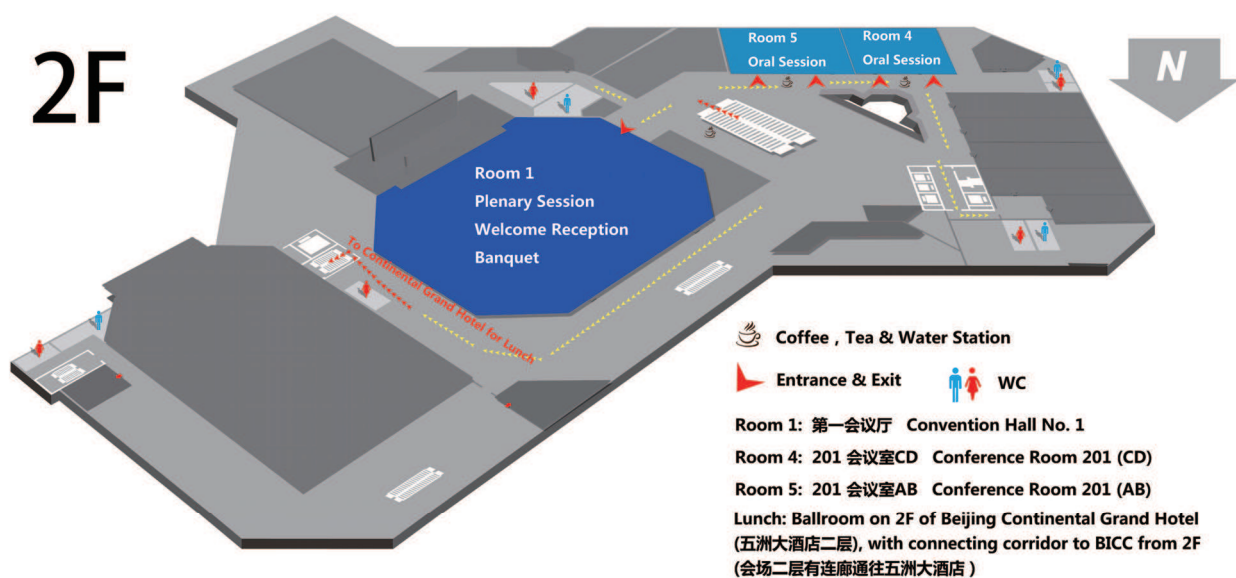 2F
Room 5
Oral Session
Room 4
Oral Session
N
Room 1
Plenary Session
Welcome Reception
Banquet
To Continental Grand Hotel for Lunch
Coffee , Tea & Water Station
Entrance & Exit
WC
Room 1: 第一会议厅 Convention Hall No. 1
Room 4: 201 会议室CD Conference Room 201 (CD)
Room 5: 201 会议室AB Conference Room 201 (AB)
Lunch: Ballroom on 2F of Beijing Continental Grand Hotel
(五洲大酒店二层), with connecting corridor to BICC from 2F
(会场二层有连廊通往五洲大酒店 )